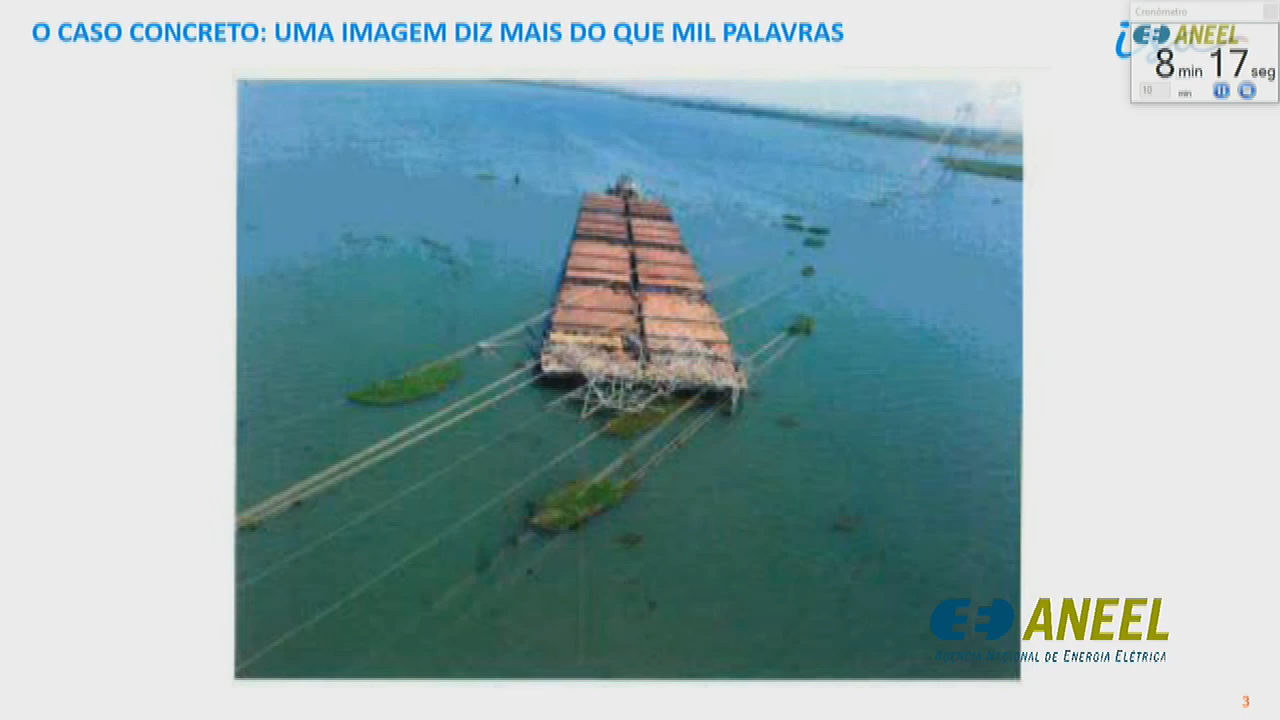 O CASO CONCRETO: UMA IMAGEM DIZ MAIS DO QUE MIL PALAVRAS
Cronômetro
ANEEL
8 min 17 seg
10 min
ANEEL
AGÊNCIA NACIONAL DE ENERGIA ELÉTRICA
3